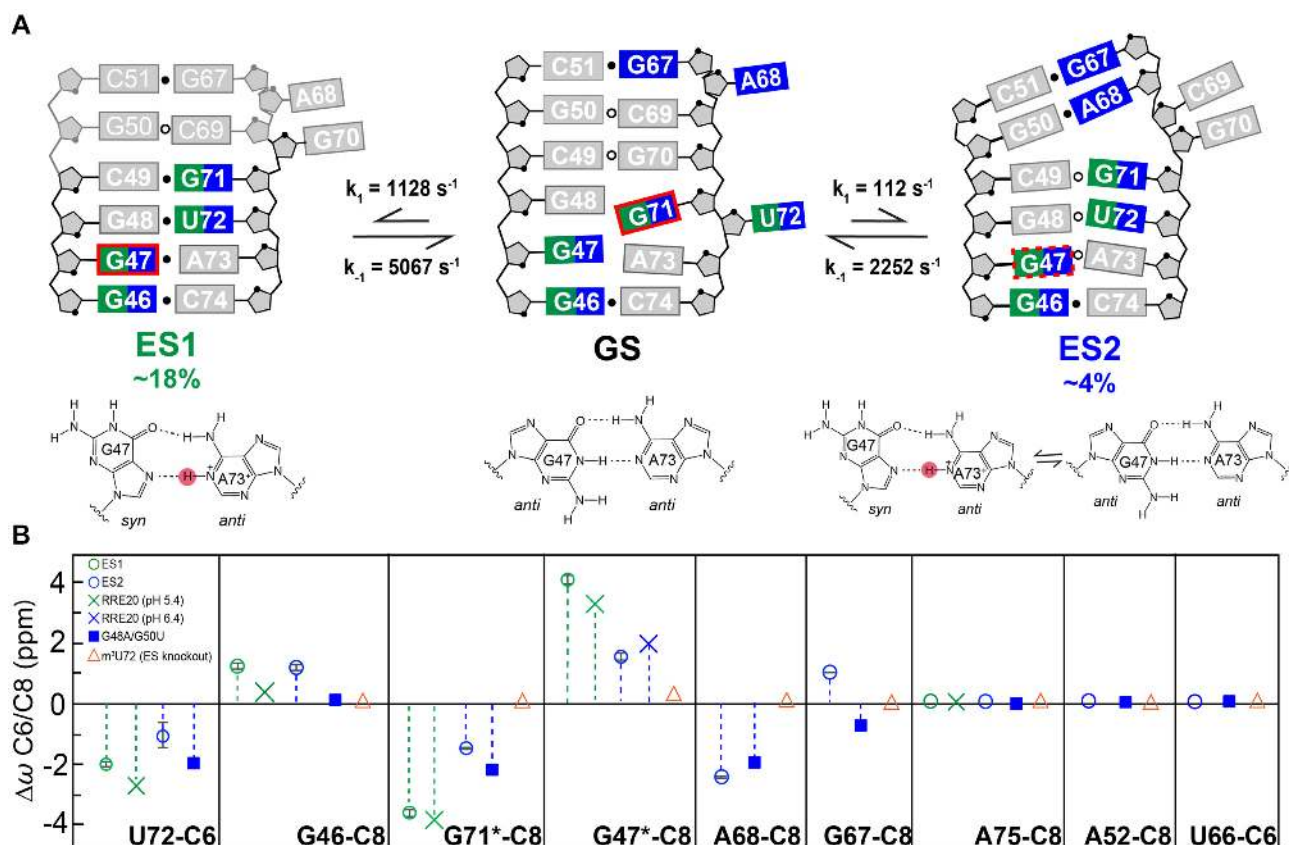 A
C51 G67
A68
G50 C69
G70
C49 G71
G48 U72
G47 A73
G46 C74
ES1
~18%
k₁ = 1128 s⁻¹
k₋₁ = 5067 s⁻¹
C51 G67
A68
G50 C69
C49 G70
G48 G71
U72
G47 A73
G46 C74
GS
k₁ = 112 s⁻¹
k₋₁ = 2252 s⁻¹
C51 G67
G50 A68
C69
G70
C49 G71
G48 U72
G47 A73
G46 C74
ES2
~4%
H H
H N N O H N N
N G47 H
N N H N + A73+ N
N
syn anti
O H N H N
N G47 N H N A73 N
N N H N
H
anti anti
H H
H N N O H N N
N G47 H
N N H N + A73+ N
N
syn anti
O H N H N
N G47 N H N A73 N
N N H N
H
anti anti
B
ES1
ES2
RRE20 (pH 5.4)
RRE20 (pH 6.4)
G48A/G50U
m³U72 (ES knockout)
Δω C6/C8 (ppm)
4
2
0
-2
-4
U72-C6 G46-C8 G71*-C8 G47*-C8 A68-C8 G67-C8 A75-C8 A52-C8 U66-C6